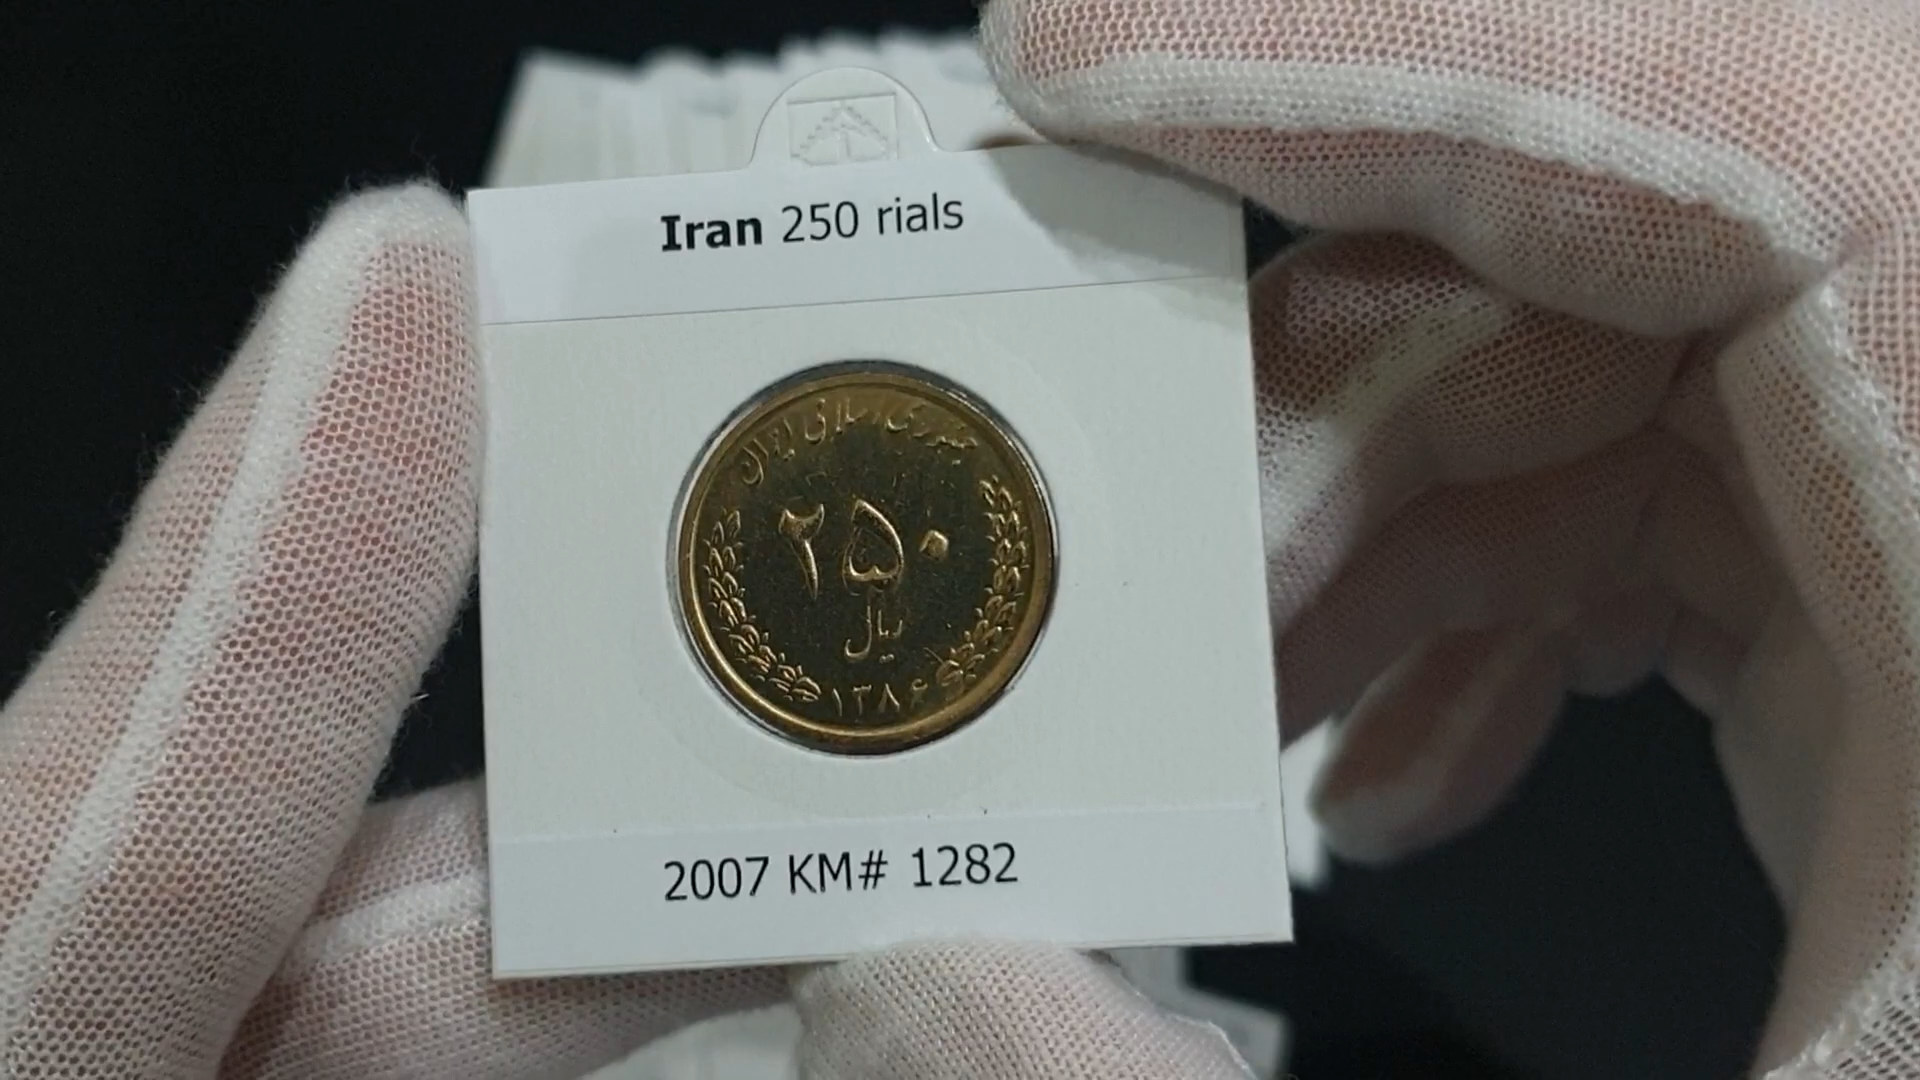 Iran 250 rials
جمهوری اسلامی ایران
۲۵۰
ریال
۱۳۸۶
2007 KM# 1282